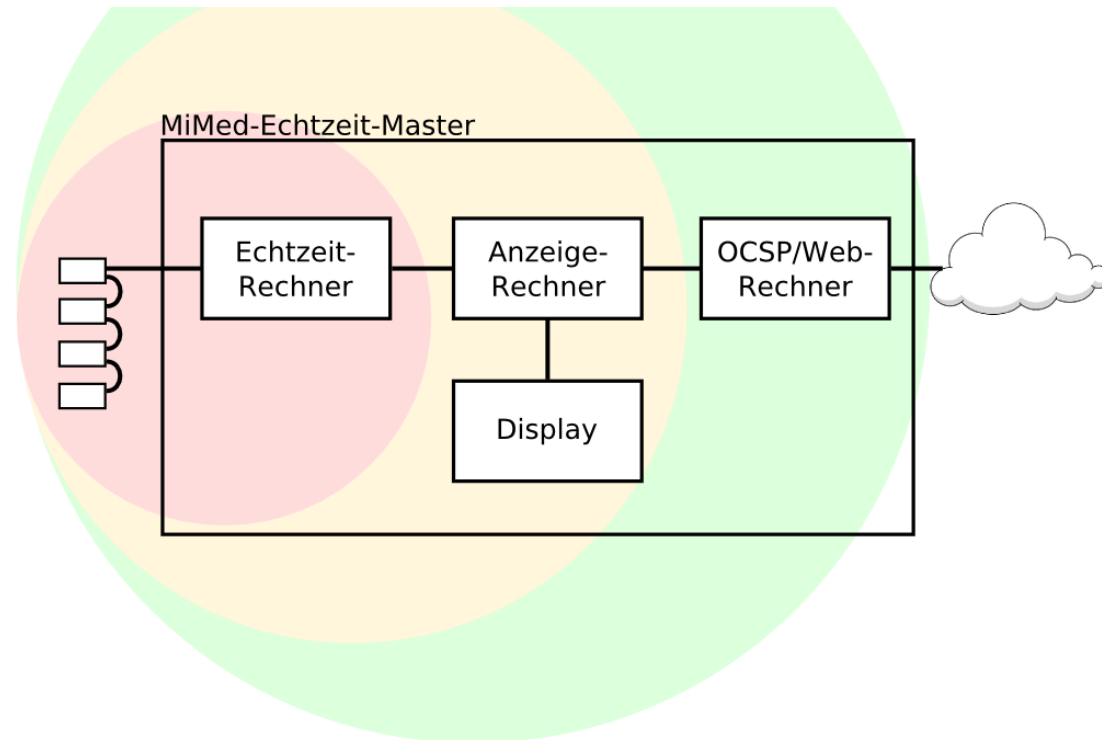 MiMed-Echtzeit-Master
Echtzeit-
Rechner
Anzeige-
Rechner
OCSP/Web-
Rechner
Display